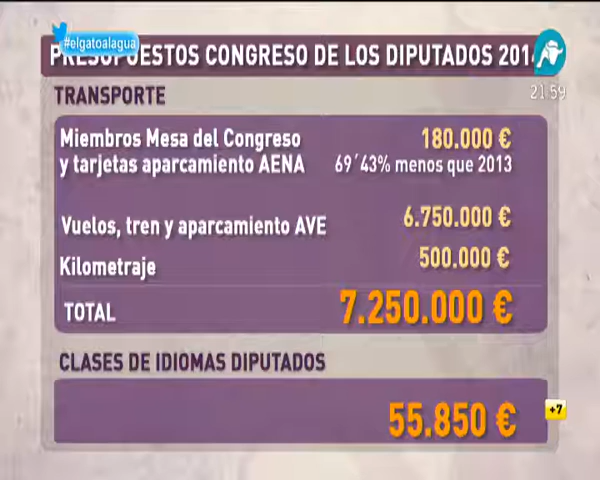 #elgatoalagua
PRESUPUESTOS CONGRESO DE LOS DIPUTADOS 201
21:59
TRANSPORTE
Miembros Mesa del Congreso 180.000 €
y tarjetas aparcamiento AENA 69´43% menos que 2013
Vuelos, tren y aparcamiento AVE 6.750.000 €
Kilometraje 500.000 €
TOTAL 7.250.000 €
CLASES DE IDIOMAS DIPUTADOS
55.850 €
+7